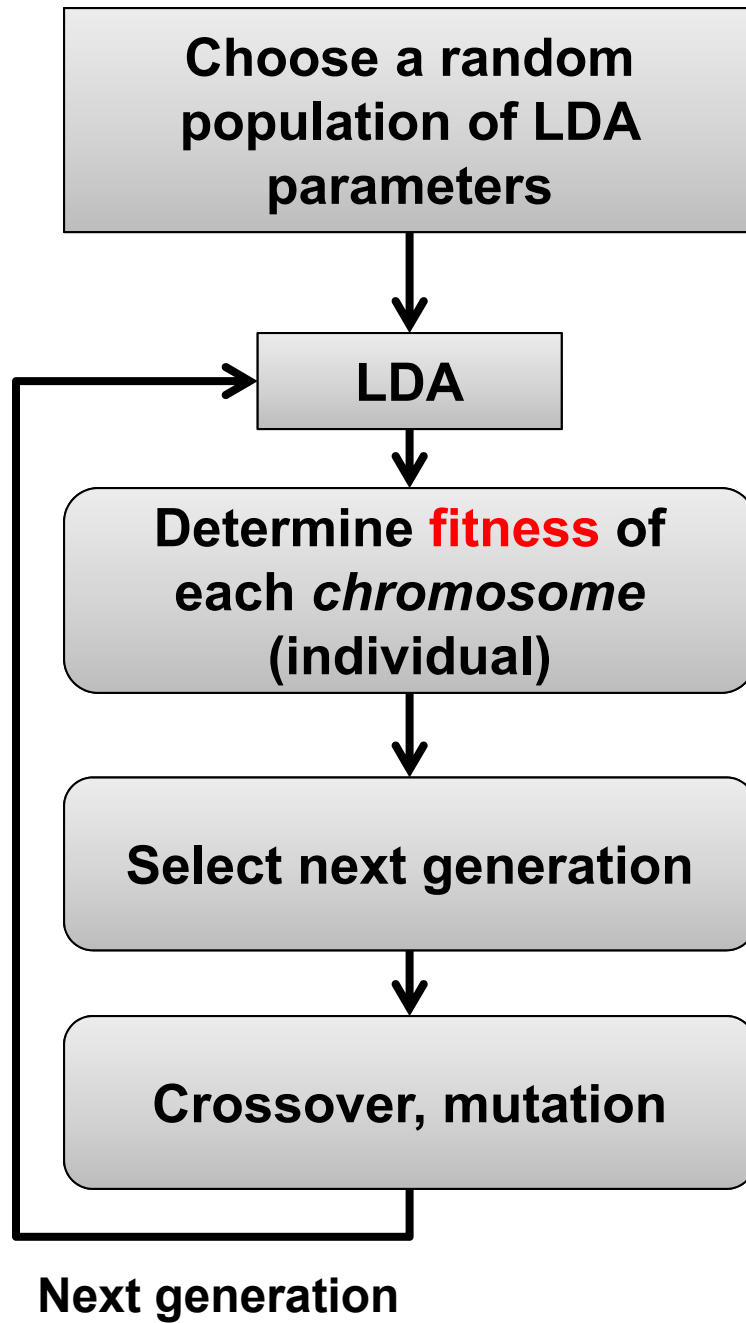 Choose a random
population of LDA
parameters
LDA
Determine fitness of
each chromosome
(individual)
Select next generation
Crossover, mutation
Next generation